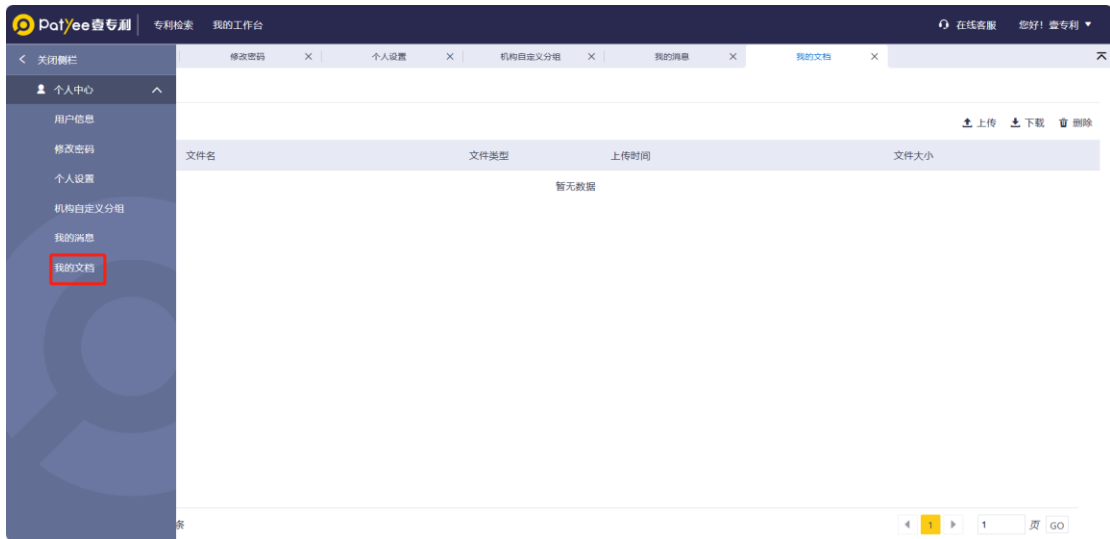 Patyee壹专利 专利检索 我的工作台 在线客服 您好！壹专利
关闭侧栏 修改密码 个人设置 机构自定义分组 我的消息 我的文档
个人中心
用户信息 上传 下载 删除
修改密码 文件名 文件类型 上传时间 文件大小
个人设置 暂无数据
机构自定义分组
我的消息
我的文档
条 1 1 页 GO